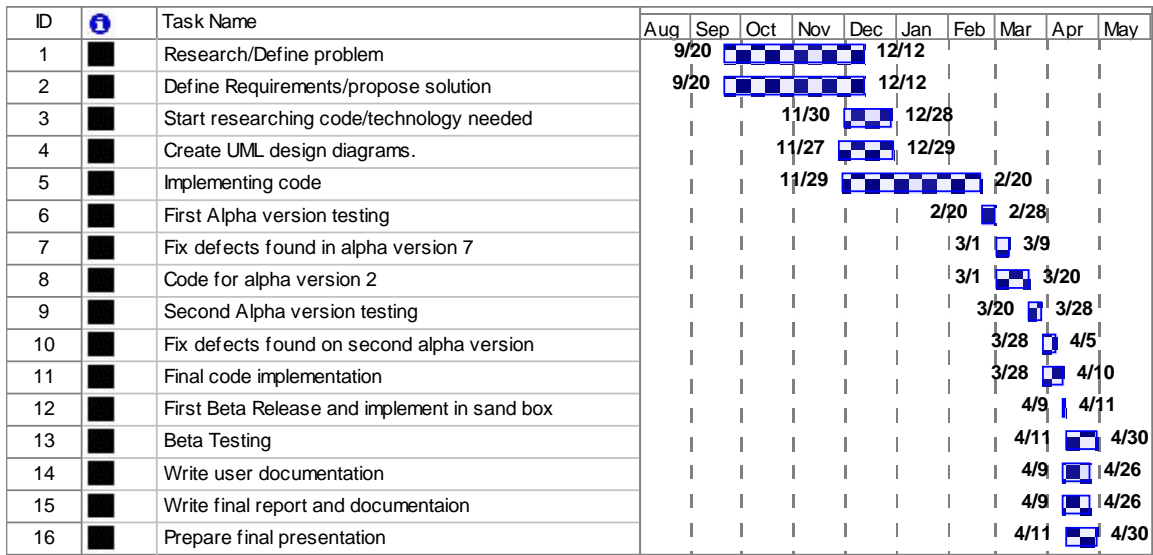 ID Task Name Aug Sep Oct Nov Dec Jan Feb Mar Apr May
1 Research/Define problem 9/20 12/12
2 Define Requirements/propose solution 9/20 12/12
3 Start researching code/technology needed 11/30 12/28
4 Create UML design diagrams. 11/27 12/29
5 Implementing code 11/29 2/20
6 First Alpha version testing 2/20 2/28
7 Fix defects found in alpha version 7 3/1 3/9
8 Code for alpha version 2 3/1 3/20
9 Second Alpha version testing 3/20 3/28
10 Fix defects found on second alpha version 3/28 4/5
11 Final code implementation 3/28 4/10
12 First Beta Release and implement in sand box 4/9 4/11
13 Beta Testing 4/11 4/30
14 Write user documentation 4/9 4/26
15 Write final report and documentaion 4/9 4/26
16 Prepare final presentation 4/11 4/30